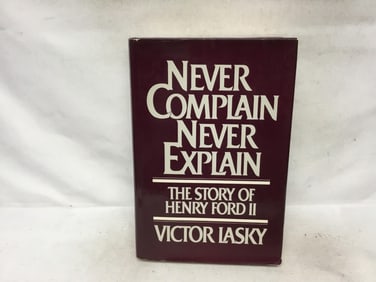 NEVER
COMPLAIN
NEVER
EXPLAIN
THE STORY OF
HENRY FORD II
VICTOR LASKY